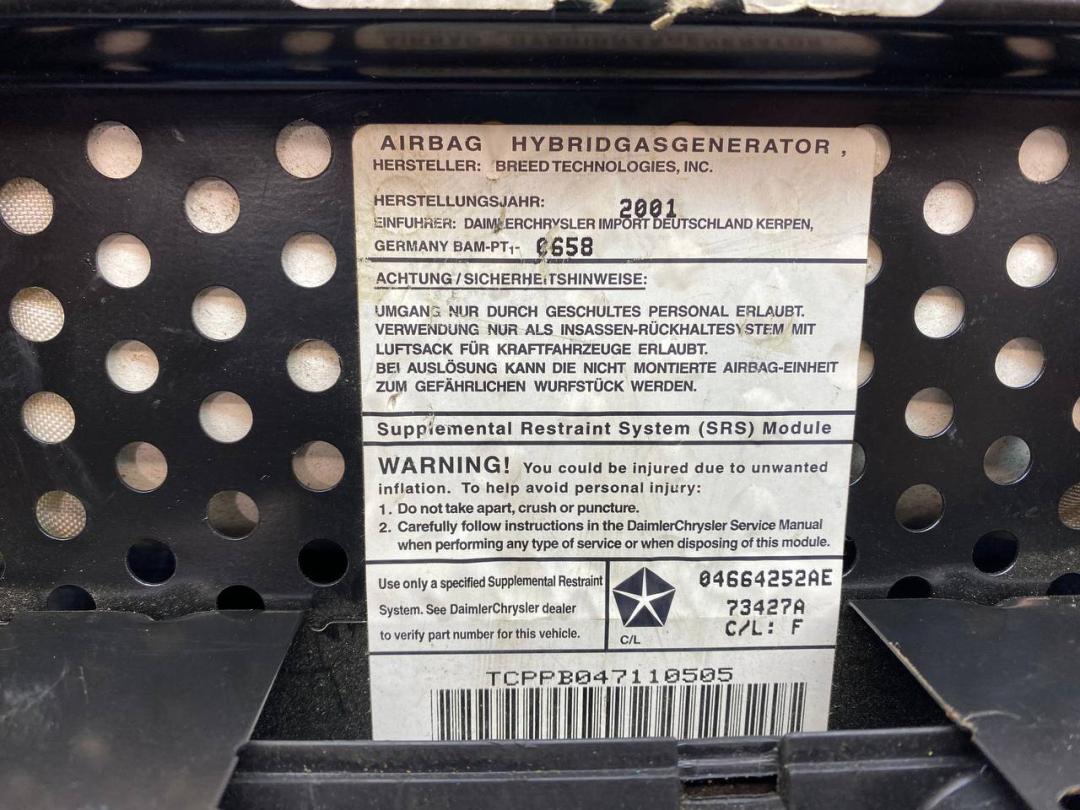 AIRBAG HYBRIDGASGENERATOR,
HERSTELLER: BREED TECHNOLOGIES, INC.
HERSTELLUNGSJAHR: 2001
EINFUHRER: DAIMLERCHRYSLER IMPORT DEUTSCHLAND KERPEN,
GERMANY BAM-PT1- 0658
ACHTUNG/SICHERHEITSHINWEISE:
UMGANG NUR DURCH GESCHULTES PERSONAL ERLAUBT.
VERWENDUNG NUR ALS INSASSEN-RÜCKHALTESYSTEM MIT
LUFTSACK FÜR KRAFTFAHRZEUGE ERLAUBT.
BEI AUSLÖSUNG KANN DIE NICHT MONTIERTE AIRBAG-EINHEIT
ZUM GEFÄHRLICHEN WURFSTÜCK WERDEN.
Supplemental Restraint System (SRS) Module
WARNING! You could be injured due to unwanted
inflation. To help avoid personal injury:
1. Do not take apart, crush or puncture.
2. Carefully follow instructions in the DaimlerChrysler Service Manual
when performing any type of service or when disposing of this module.
Use only a specified Supplemental Restraint
System. See DaimlerChrysler dealer
to verify part number for this vehicle.
C/L
04664252AE
73427A
C/L: F
TCPPB047110505